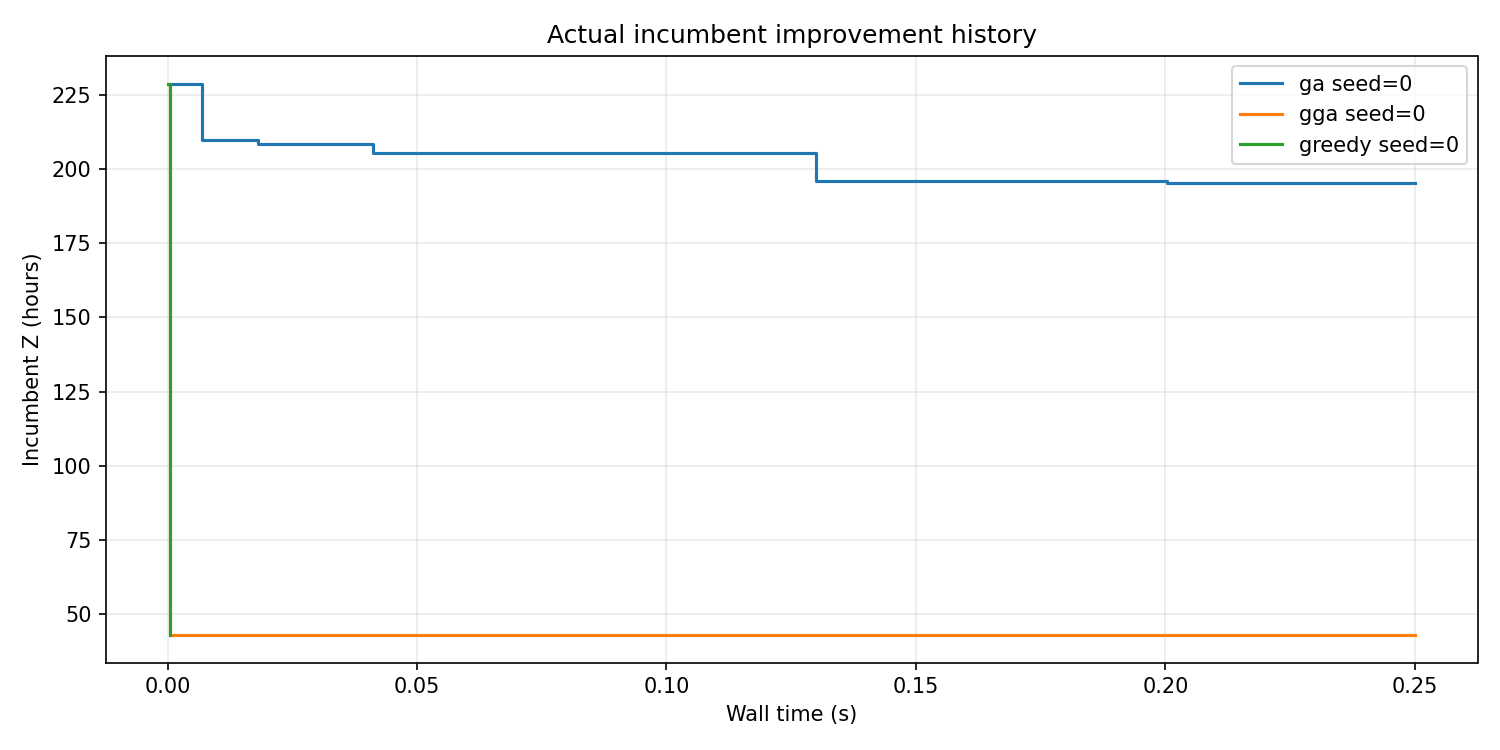 Actual incumbent improvement history
ga seed=0
gga seed=0
greedy seed=0
Incumbent Z (hours)
225
200
175
150
125
100
75
50
0.00 0.05 0.10 0.15 0.20 0.25
Wall time (s)